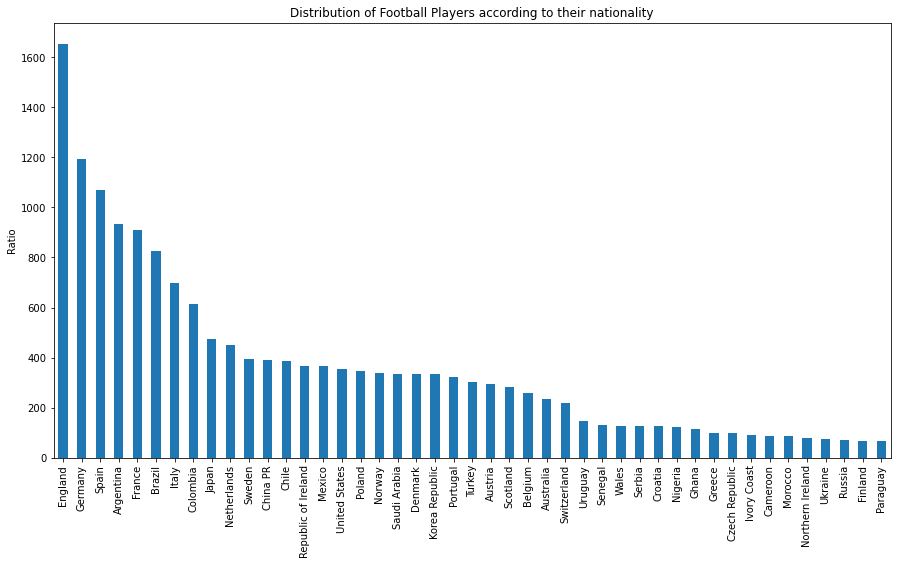 Distribution of Football Players according to their nationality
Ratio
1600
1400
1200
1000
800
600
400
200
0
England
Germany
Spain
Argentina
France
Brazil
Italy
Colombia
Japan
Netherlands
Sweden
China PR
Chile
Republic of Ireland
Mexico
United States
Poland
Norway
Saudi Arabia
Denmark
Korea Republic
Portugal
Turkey
Austria
Scotland
Belgium
Australia
Switzerland
Uruguay
Senegal
Wales
Serbia
Croatia
Nigeria
Ghana
Greece
Czech Republic
Ivory Coast
Cameroon
Morocco
Northern Ireland
Ukraine
Russia
Finland
Paraguay